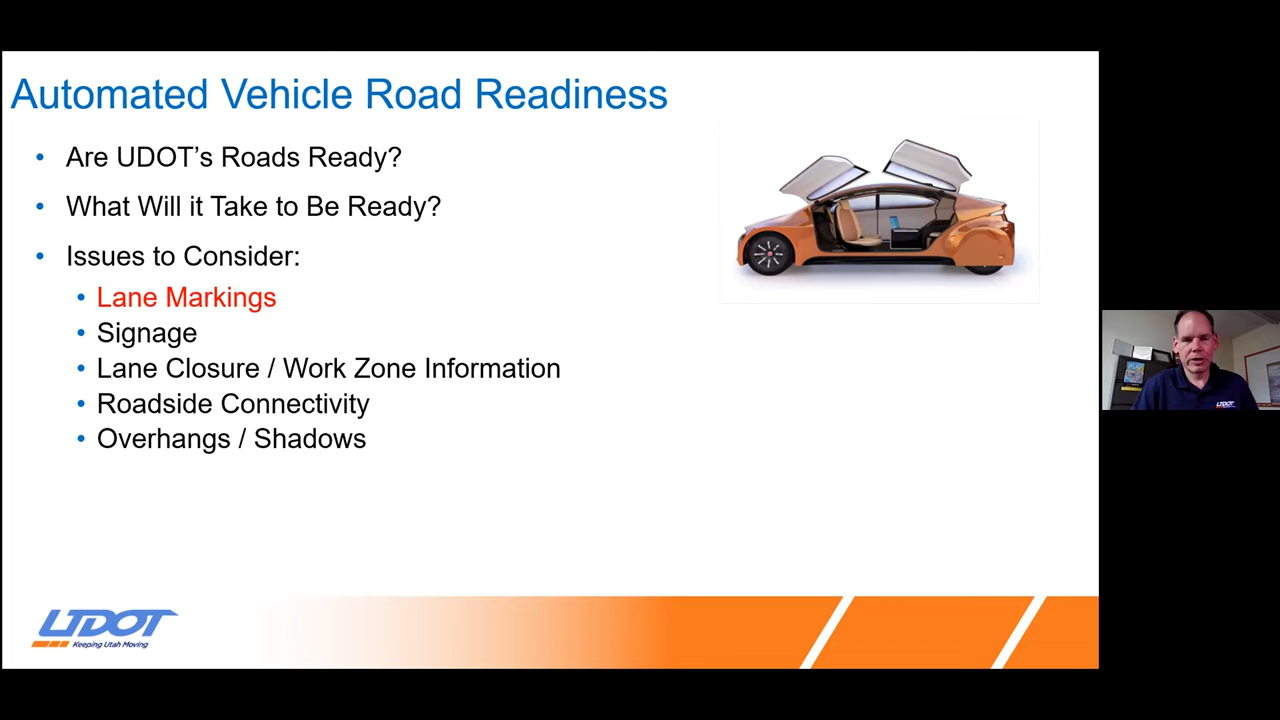 Automated Vehicle Road Readiness
• Are UDOT's Roads Ready?
• What Will it Take to Be Ready?
• Issues to Consider:
• Lane Markings
• Signage
• Lane Closure / Work Zone Information
• Roadside Connectivity
• Overhangs / Shadows
UDOT
Keeping Utah Moving
UDOT